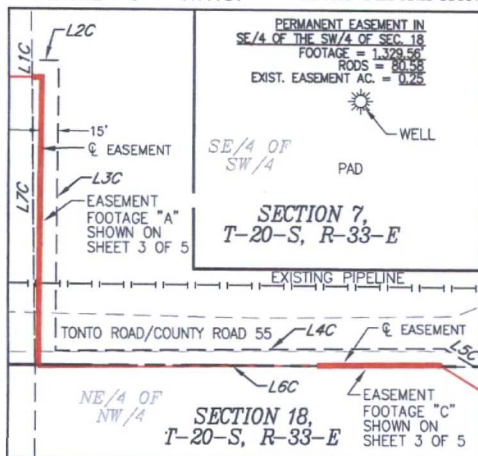 PERMANENT EASEMENT IN
SE/4 OF THE SW/4 OF SEC. 18
FOOTAGE = 1,329.56'
RODS = 80.58
EXIST. EASEMENT AC. = 0.25
L2C
L1C
WELL
15'
℄ EASEMENT
SE/4 OF
SW/4
PAD
L3C
L7C
EASEMENT
FOOTAGE "A"
SHOWN ON
SHEET 3 OF 5
SECTION 7,
T-20-S, R-33-E
EXISTING PIPELINE
TONTO ROAD/COUNTY ROAD 55
L4C
℄ EASEMENT
L5C
L6C
NE/4 OF
NW/4
SECTION 18,
T-20-S, R-33-E
EASEMENT
FOOTAGE "C"
SHOWN ON
SHEET 3 OF 5